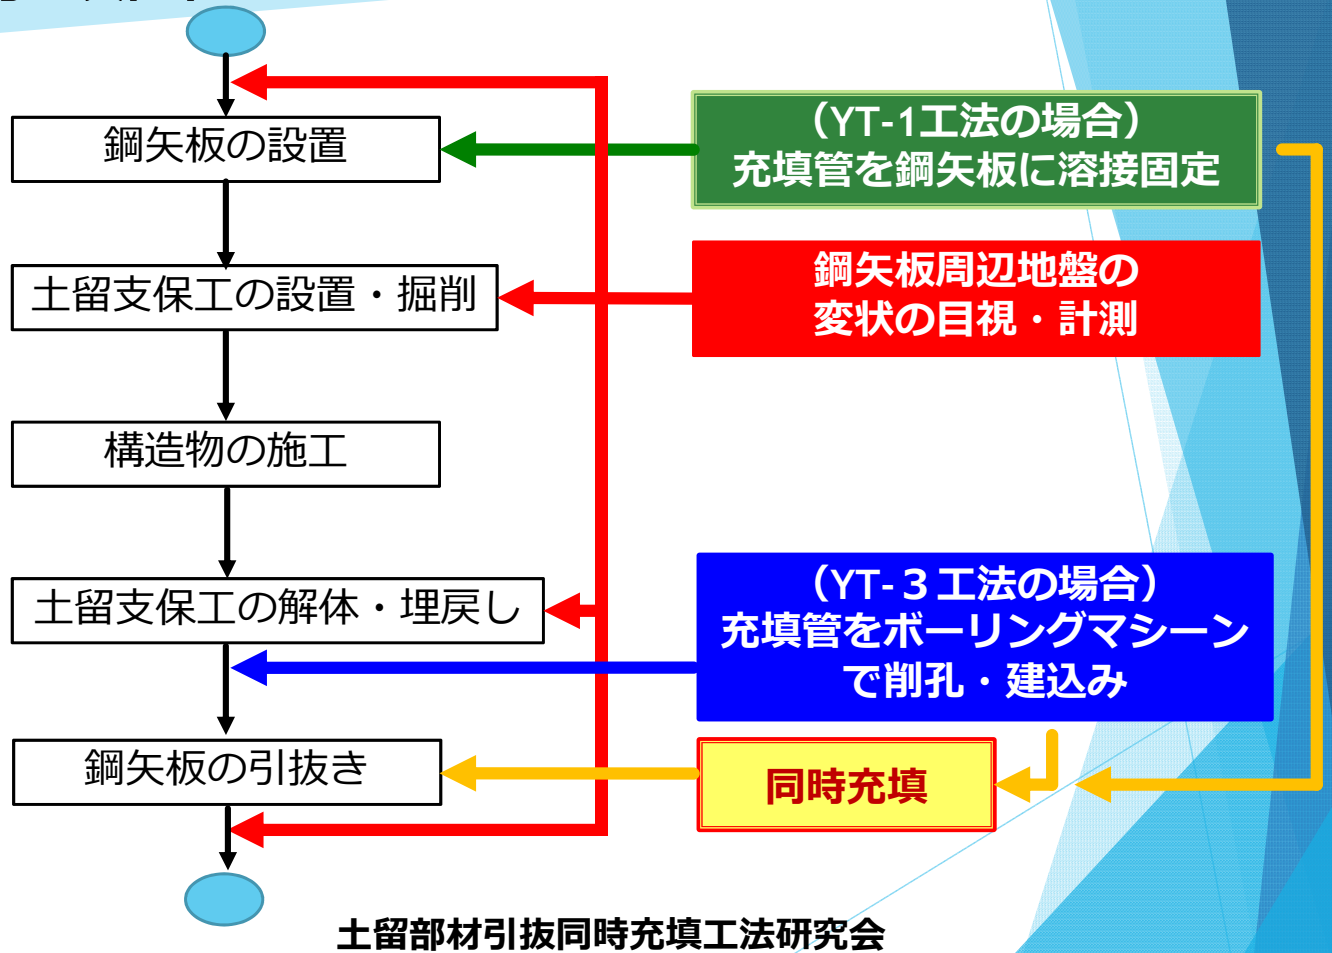 鋼矢板の設置
（YT-1工法の場合）
充填管を鋼矢板に溶接固定
土留支保工の設置・掘削
鋼矢板周辺地盤の
変状の目視・計測
構造物の施工
土留支保工の解体・埋戻し
（YT-３工法の場合）
充填管をボーリングマシーン
で削孔・建込み
鋼矢板の引抜き
同時充填
土留部材引抜同時充填工法研究会